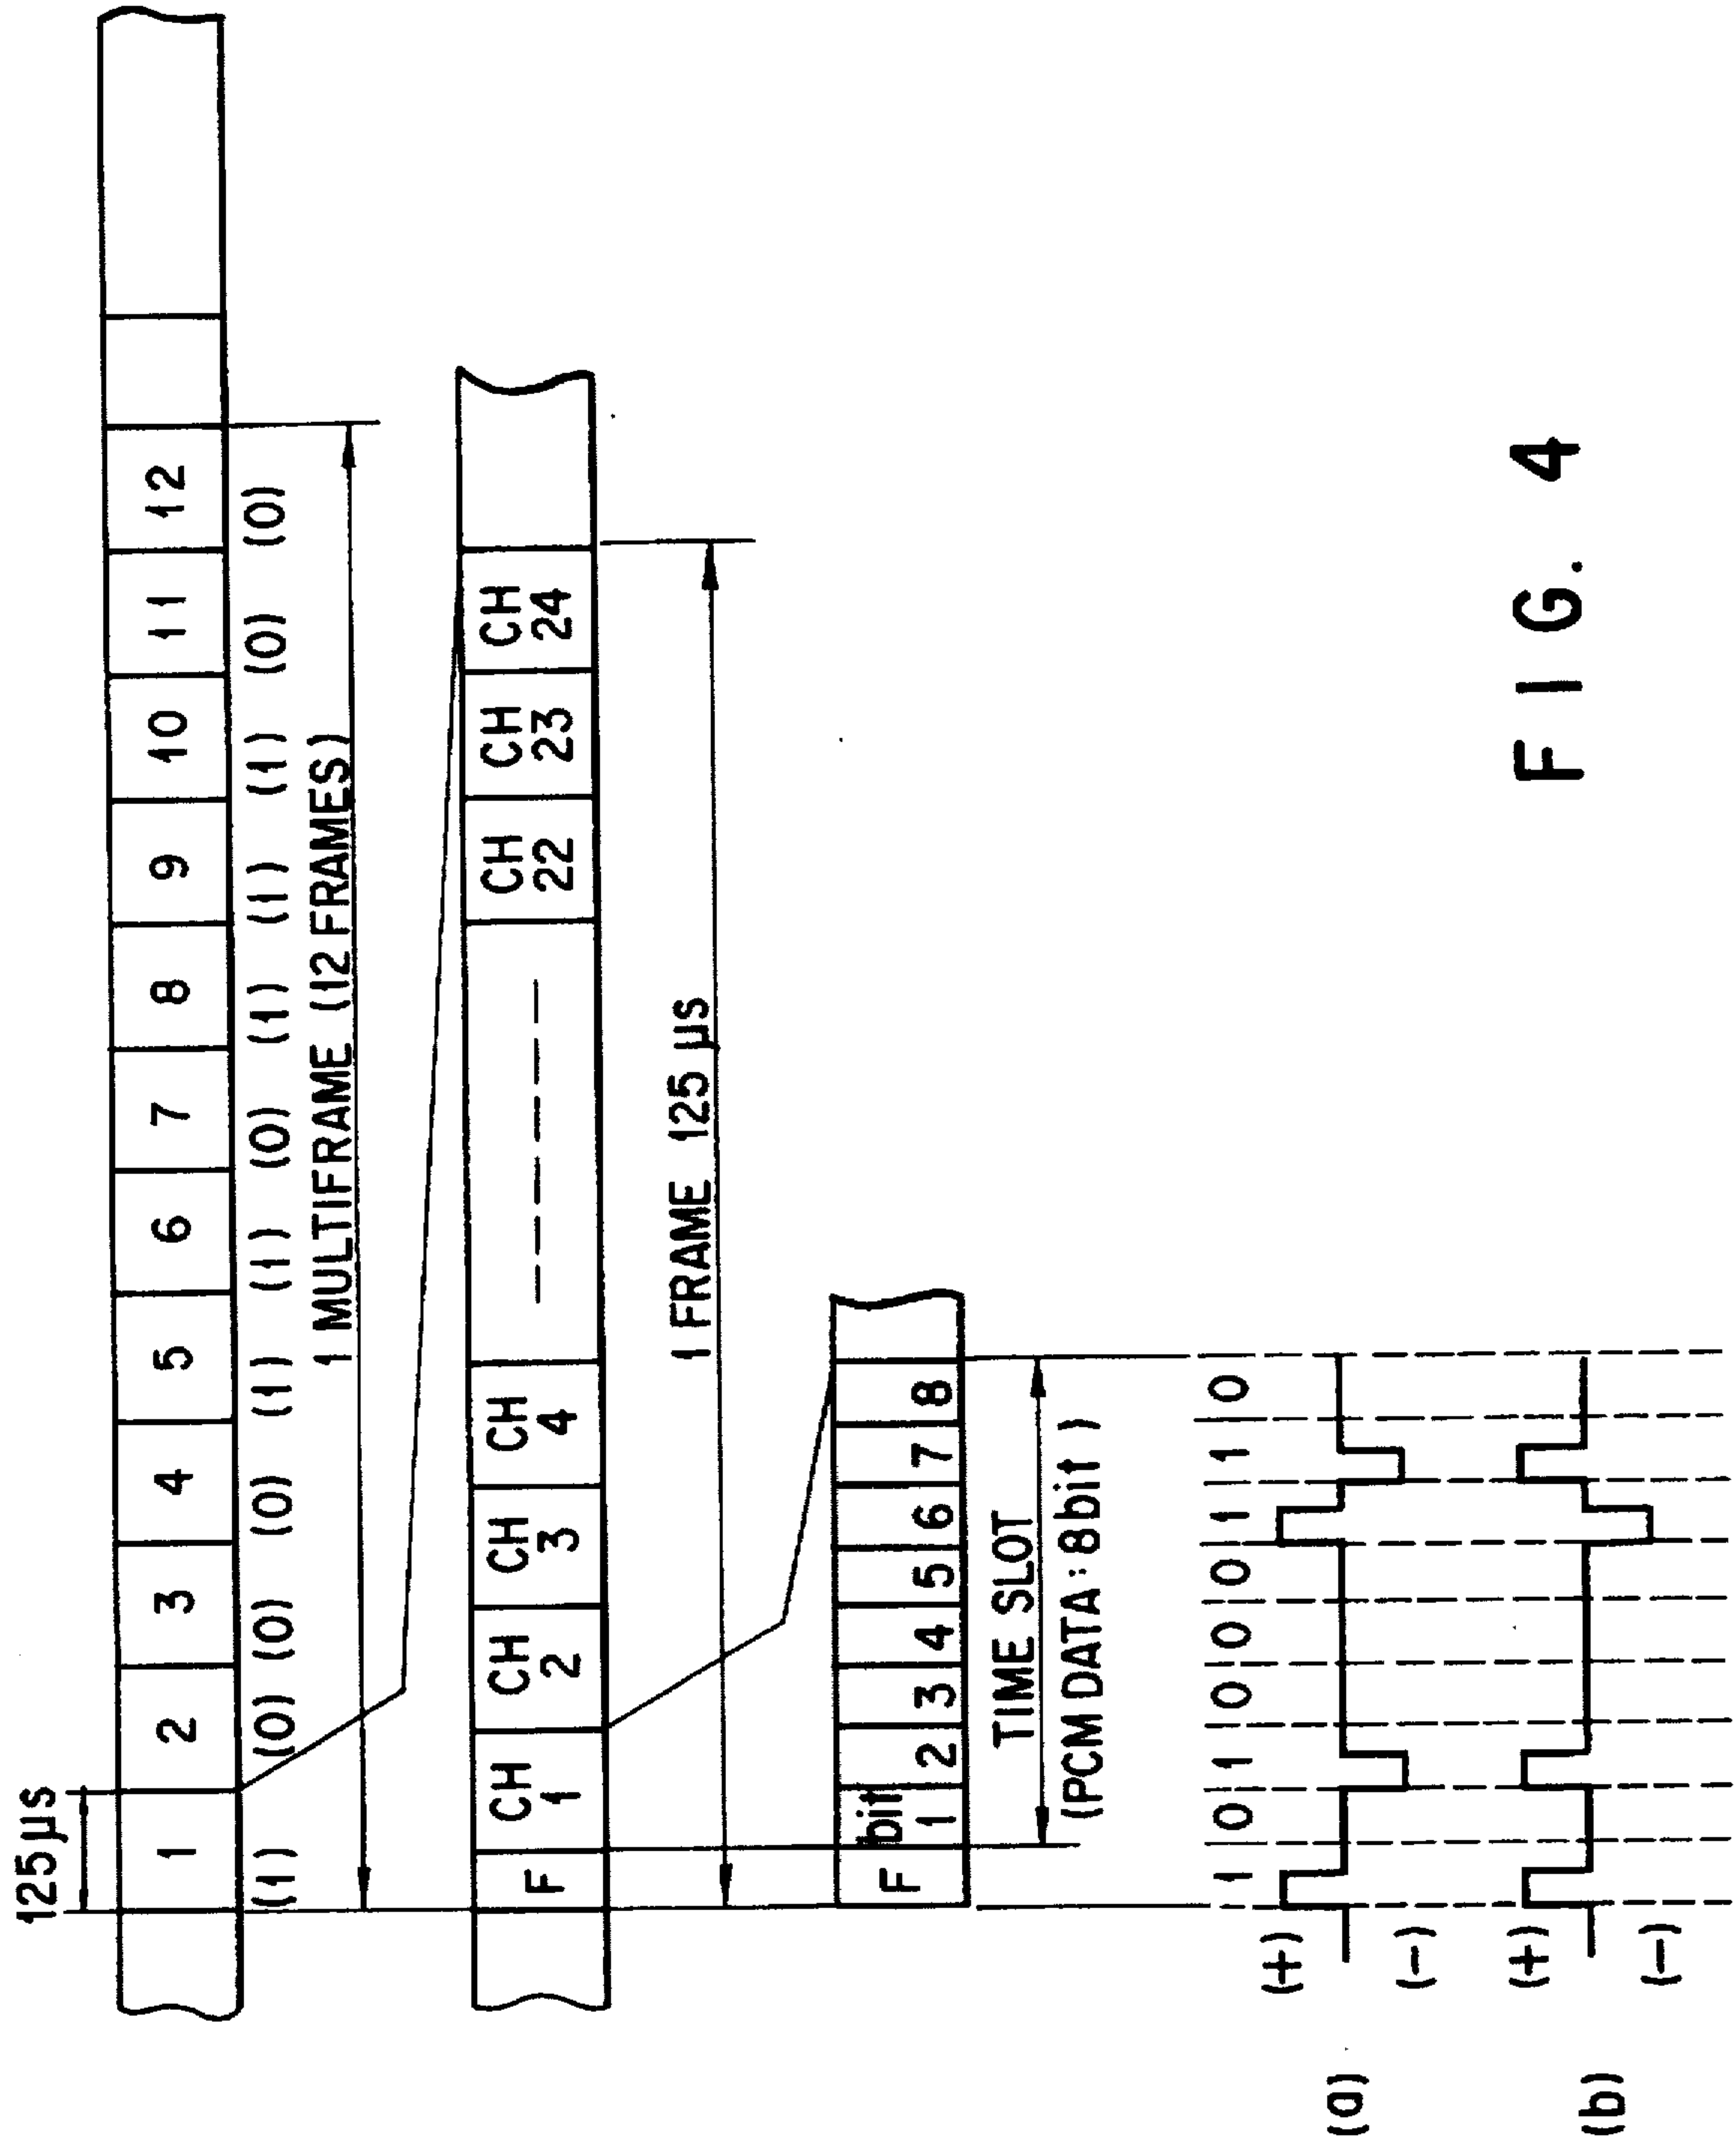 125 µs
1 2 3 4 5 6 7 8 9 10 11 12
(1) (0) (0) (0) (1) (1) (0) (1) (1) (1) (0) (0)
1 MULTIFRAME (12 FRAMES)
F CH 1 CH 2 CH 3 CH 4 CH 22 CH 23 CH 24
1 FRAME 125 µs
F bit 1 2 3 4 5 6 7 8
TIME SLOT
(PCM DATA : 8bit )
1 0 1 0 0 0 1 1 0
(+)
(a)
(-)
(+)
(b)
(-)
FIG. 4